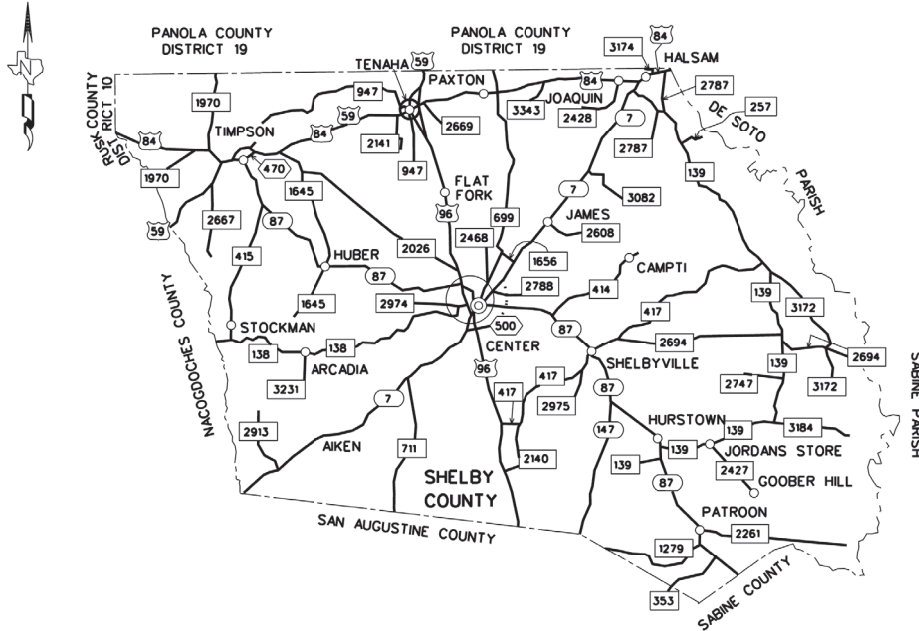 PANOLA COUNTY
DISTRICT 19
PANOLA COUNTY
DISTRICT 19
84
3174
HALSAM
59
TENAHA
PAXTON
84
JOAQUIN
2787
N
RUSK COUNTY
DIST RICT 10
1970
947
59
84
3343
2428
7
DE SOTO
257
TIMPSON
84
2141
2669
2787
139
1970
470
1645
947
FLAT
FORK
7
3082
PARISH
59
2667
87
96
699
JAMES
2608
415
HUBER
2026
2468
1656
CAMPTI
87
2788
414
139
3172
1645
2974
417
NACOGDOCHES COUNTY
STOCKMAN
500
CENTER
87
2694
138
138
ARCADIA
96
SHELBYVILLE
139
2694
3231
417
417
87
2747
3172
7
2975
HURSTOWN
SABINE PARISH
2913
AIKEN
711
147
139
3184
2140
139
139
JORDANS STORE
SHELBY
COUNTY
87
2427
GOOBER HILL
SAN AUGUSTINE COUNTY
PATROON
2261
1279
353
SABINE COUNTY